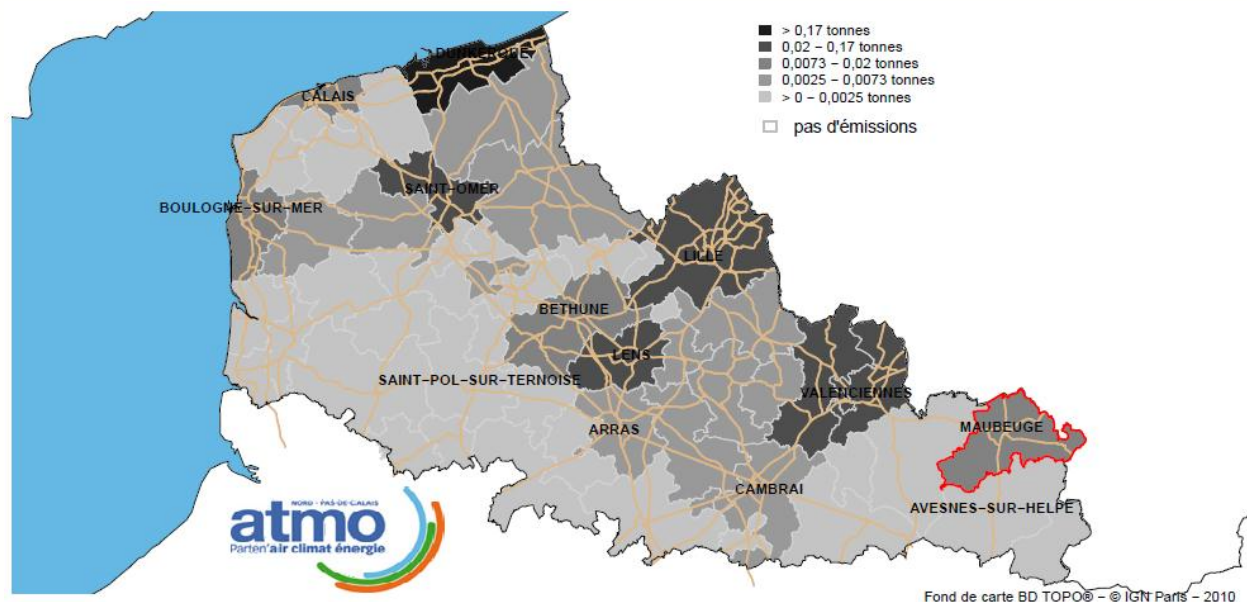 > 0,17 tonnes
0,02 − 0,17 tonnes
0,0073 − 0,02 tonnes
0,0025 − 0,0073 tonnes
> 0 − 0,0025 tonnes
pas d'émissions
DUNKERQUE
CALAIS
SAINT−OMER
BOULOGNE−SUR−MER
LILLE
BETHUNE
LENS
SAINT−POL−SUR−TERNOISE
VALENCIENNES
ARRAS
MAUBEUGE
CAMBRAI
AVESNES−SUR−HELPE
NORD - PAS-DE-CALAIS
atmo
Parten'air climat énergie
Fond de carte BD TOPO® − © IGN Paris − 2010